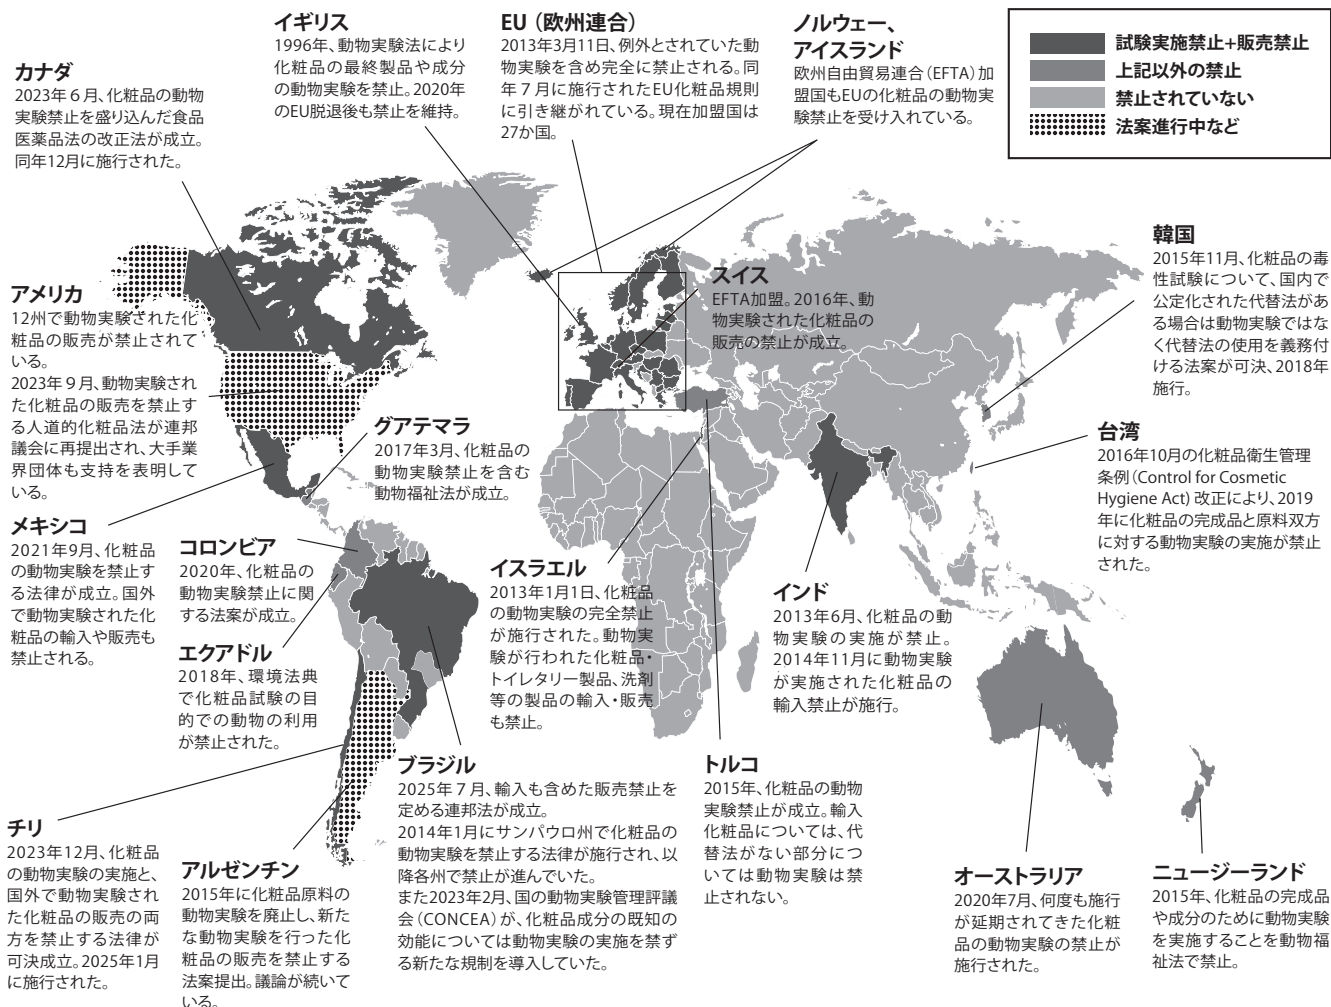 イギリス
1996年、動物実験法により
化粧品の最終製品や成分
の動物実験を禁止。2020年
のEU脱退後も禁止を維持。
EU（欧州連合）
2013年3月11日、例外とされていた動
物実験を含め完全に禁止される。同
年７月に施行されたEU化粧品規則
に引き継がれている。現在加盟国は
27か国。
ノルウェー、
アイスランド
欧州自由貿易連合（EFTA）加
盟国もEUの化粧品の動物実
験禁止を受け入れている。
試験実施禁止+販売禁止
上記以外の禁止
禁止されていない
法案進行中など
カナダ
2023年６月、化粧品の動物
実験禁止を盛り込んだ食品
医薬品法の改正法が成立。
同年12月に施行された。
韓国
2015年11月、化粧品の毒
性試験について、国内で
公定化された代替法があ
る場合は動物実験ではな
く代替法の使用を義務付
ける法案が可決、2018年
施行。
スイス
EFTA加盟。2016年、動
物実験された化粧品の
販売の禁止が成立。
アメリカ
12州で動物実験された化
粧品の販売が禁止されて
いる。
2023年９月、動物実験され
た化粧品の販売を禁止す
る人道的化粧品法が連邦
議会に再提出され、大手業
界団体も支持を表明して
いる。
グアテマラ
2017年3月、化粧品の
動物実験禁止を含む
動物福祉法が成立。
台湾
2016年10月の化粧品衛生管理
条例（Control for Cosmetic
Hygiene Act）改正により、2019
年に化粧品の完成品と原料双方
に対する動物実験の実施が禁止
された。
メキシコ
2021年9月、化粧品
の動物実験を禁止す
る法律が成立。国外
で動物実験された化
粧品の輸入や販売も
禁止される。
コロンビア
2020年、化粧品の
動物実験禁止に関
する法案が成立。
エクアドル
2018年、環境法典
で化粧品試験の目
的での動物の利用
が禁止された。
イスラエル
2013年1月1日、化粧品
の動物実験の完全禁止
が施行された。動物実
験が行われた化粧品・
トイレタリー製品、洗剤
等の製品の輸入・販売
も禁止。
インド
2013年6月、化粧品の動
物実験の実施が禁止。
2014年11月に動物実験
が実施された化粧品の
輸入禁止が施行。
ブラジル
2025年７月、輸入も含めた販売禁止を
定める連邦法が成立。
2014年1月にサンパウロ州で化粧品の
動物実験を禁止する法律が施行され、以
降各州で禁止が進んでいた。
また2023年2月、国の動物実験管理評議
会（CONCEA）が、化粧品成分の既知の
効能については動物実験の実施を禁ず
る新たな規制を導入していた。
トルコ
2015年、化粧品の動物
実験禁止が成立。輸入
化粧品については、代
替法がない部分につ
いては動物実験は禁
止されない。
チリ
2023年12月、化粧品
の動物実験の実施と、
国外で動物実験され
た化粧品の販売の両
方を禁止する法律が
可決成立。2025年1月
に施行された。
アルゼンチン
2015年に化粧品原料の
動物実験を廃止し、新た
な動物実験を行った化
粧品の販売を禁止する
法案提出。議論が続いて
いる。
オーストラリア
2020年7月、何度も施行
が延期されてきた化粧
品の動物実験の禁止が
施行された。
ニュージーランド
2015年、化粧品の完成品
や成分のために動物実験
を実施することを動物福
祉法で禁止。